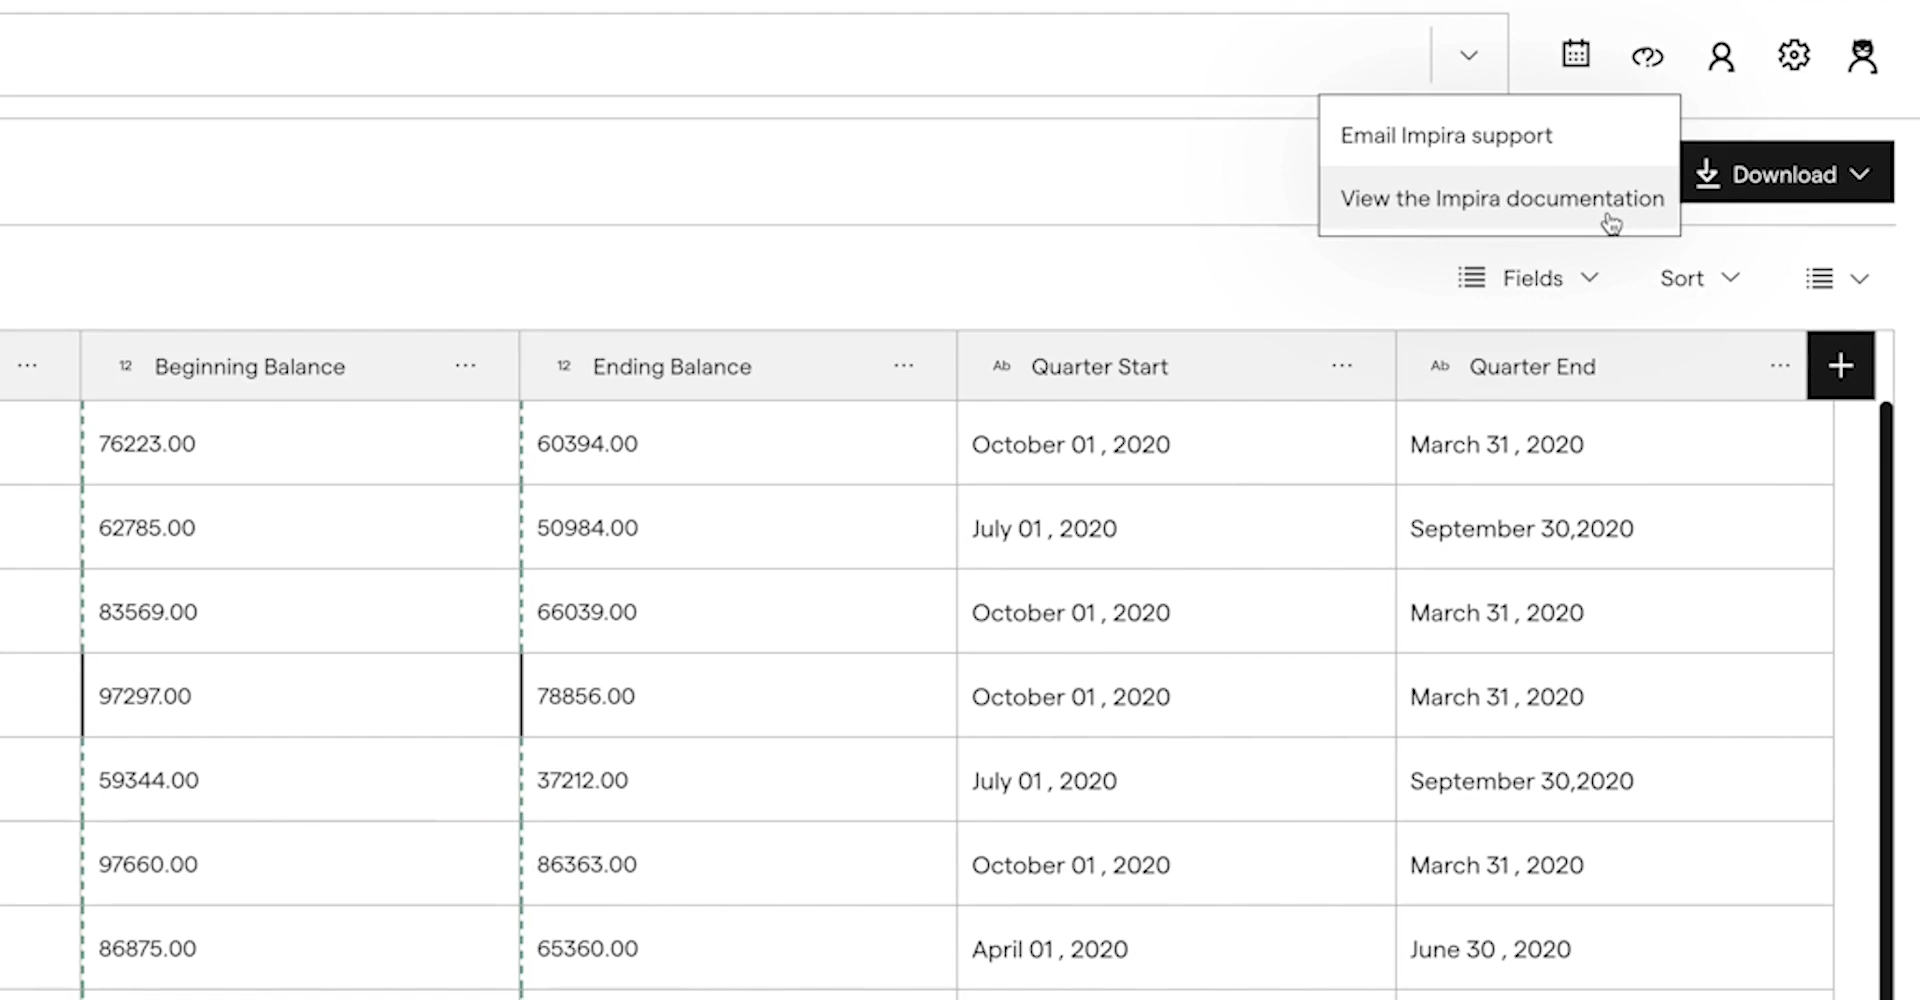 Email Impira support
View the Impira documentation
Download
Fields Sort
12 Beginning Balance 12 Ending Balance Ab Quarter Start Ab Quarter End
76223.00 60394.00 October 01 , 2020 March 31 , 2020
62785.00 50984.00 July 01 , 2020 September 30,2020
83569.00 66039.00 October 01 , 2020 March 31 , 2020
97297.00 78856.00 October 01 , 2020 March 31 , 2020
59344.00 37212.00 July 01 , 2020 September 30,2020
97660.00 86363.00 October 01 , 2020 March 31 , 2020
86875.00 65360.00 April 01 , 2020 June 30 , 2020